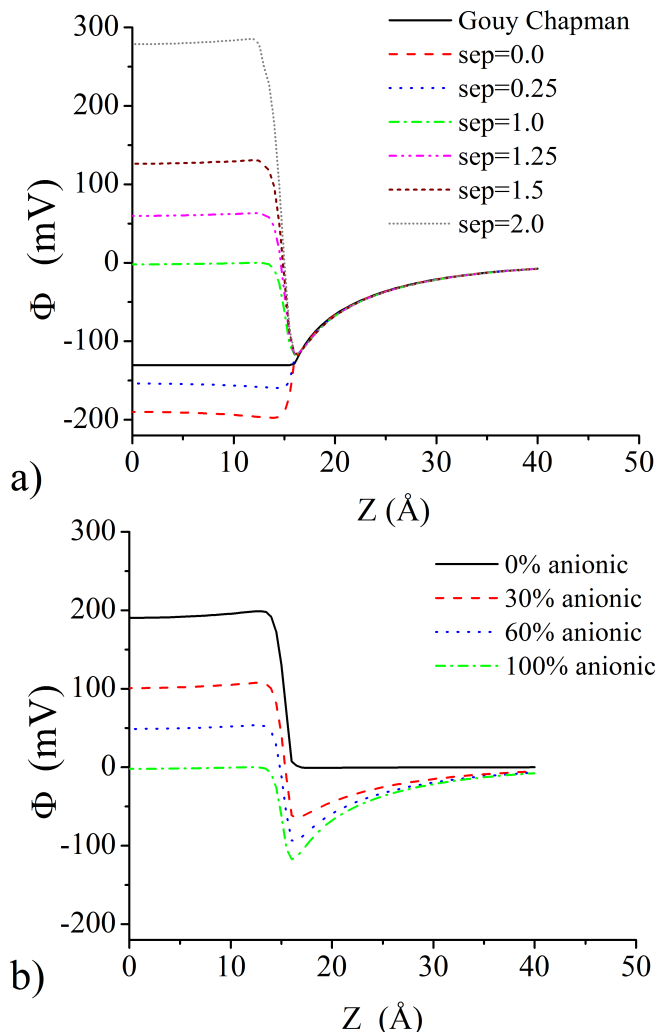 300
200
100
0
-100
-200
Φ (mV)
Gouy Chapman
sep=0.0
sep=0.25
sep=1.0
sep=1.25
sep=1.5
sep=2.0
0 10 20 30 40 50
a)
Z (Å)
300
200
100
0
-100
-200
Φ (mV)
0% anionic
30% anionic
60% anionic
100% anionic
0 10 20 30 40 50
b)
Z (Å)